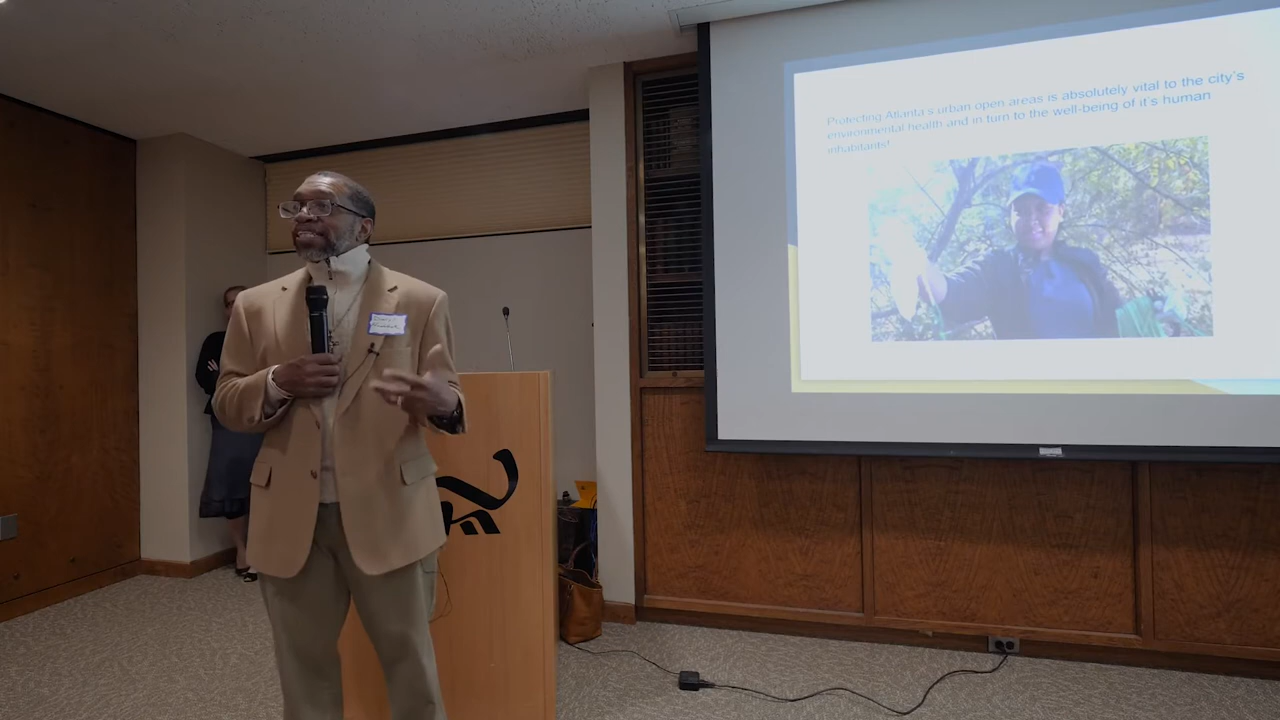 Protecting Atlanta's urban open areas is absolutely vital to the city's
environmental health and in turn to the well-being of it's human
inhabitants!